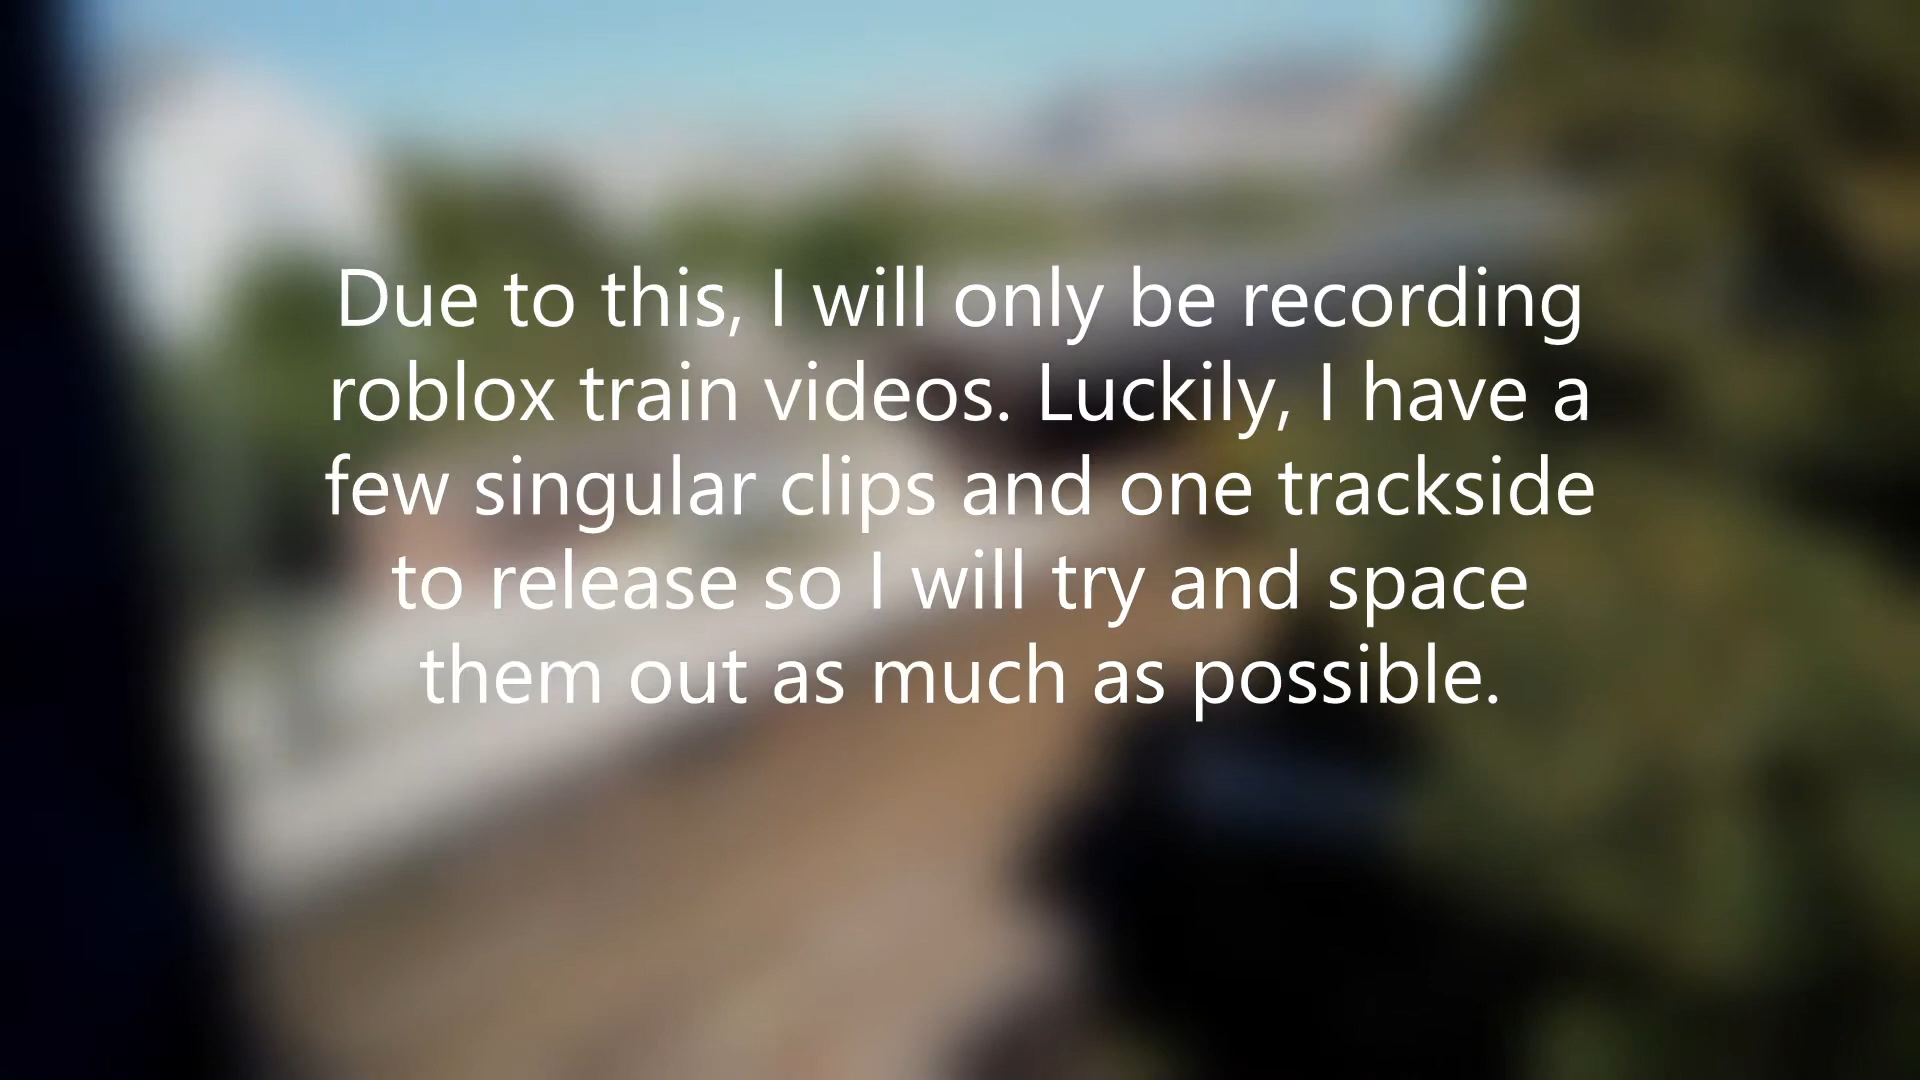 Due to this, I will only be recording
roblox train videos. Luckily, I have a
few singular clips and one trackside
to release so I will try and space
them out as much as possible.